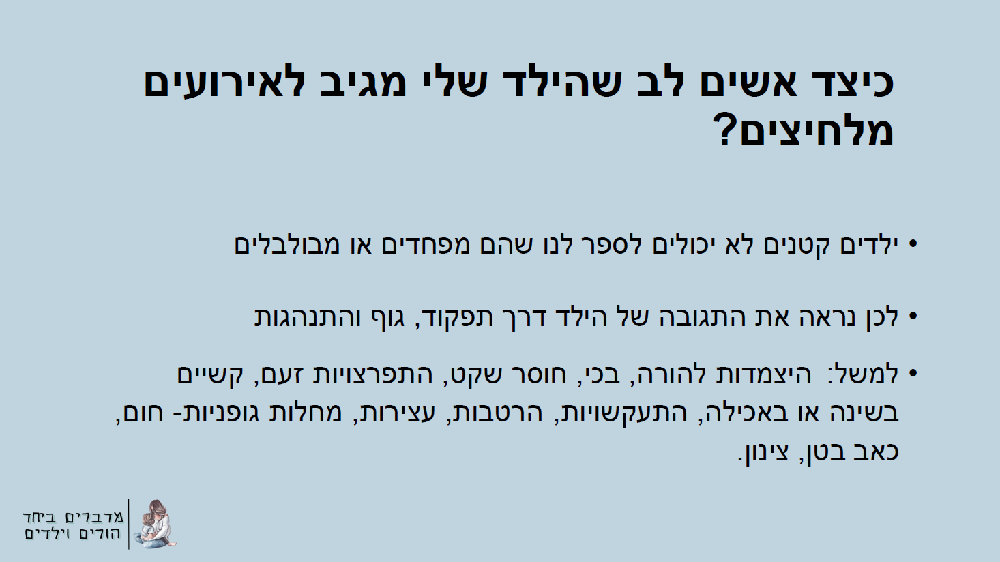 כיצד אשים לב שהילד שלי מגיב לאירועים
מלחיצים?
• ילדים קטנים לא יכולים לספר לנו שהם מפחדים או מבולבלים
• לכן נראה את התגובה של הילד דרך תפקוד, גוף והתנהגות
• למשל: היצמדות להורה, בכי, חוסר שקט, התפרצויות זעם, קשיים
בשינה או באכילה, התעקשויות, הרטבות, עצירות, מחלות גופניות- חום,
כאב בטן, צינון.
מדברים ביחד
הורים וילדים